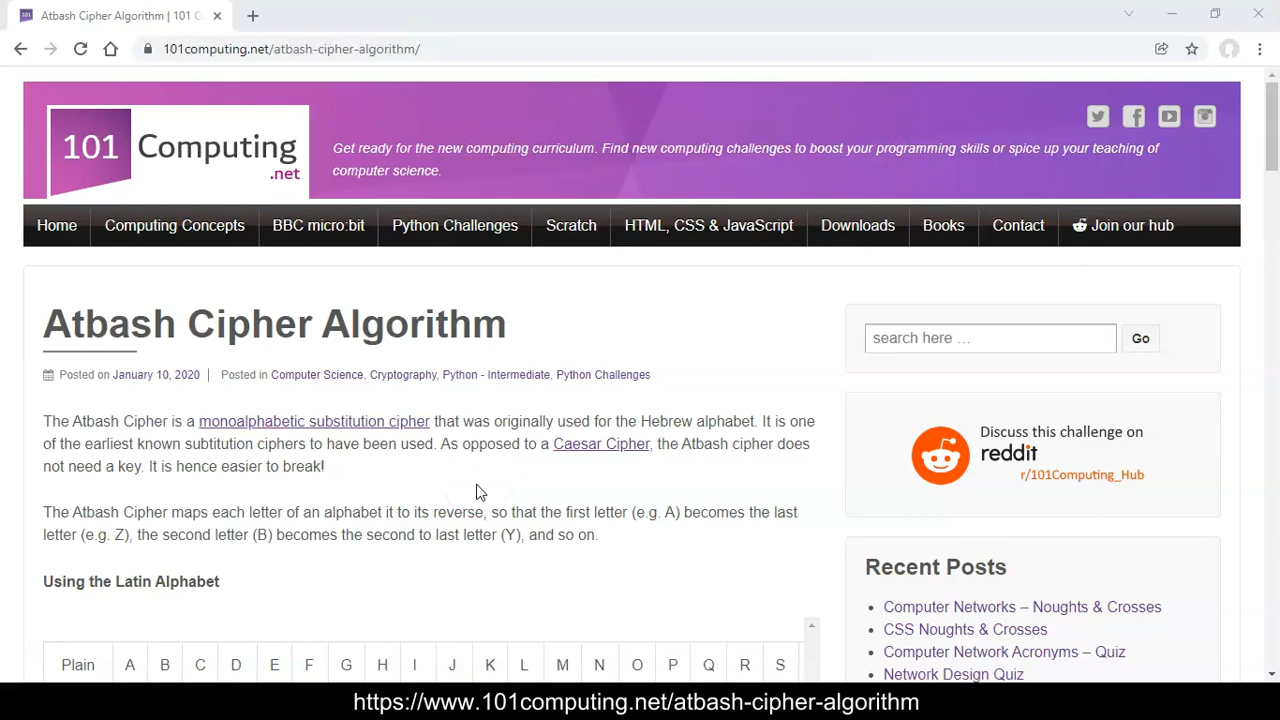 Atbash Cipher Algorithm | 101 C
101computing.net/atbash-cipher-algorithm/
101 Computing
.net
Get ready for the new computing curriculum. Find new computing challenges to boost your programming skills or spice up your teaching of
computer science.
Home Computing Concepts BBC micro:bit Python Challenges Scratch HTML, CSS & JavaScript Downloads Books Contact Join our hub
Atbash Cipher Algorithm
Posted on January 10, 2020 | Posted in Computer Science, Cryptography, Python - Intermediate, Python Challenges
The Atbash Cipher is a monoalphabetic substitution cipher that was originally used for the Hebrew alphabet. It is one
of the earliest known subtitution ciphers to have been used. As opposed to a Caesar Cipher, the Atbash cipher does
not need a key. It is hence easier to break!
The Atbash Cipher maps each letter of an alphabet it to its reverse, so that the first letter (e.g. A) becomes the last
letter (e.g. Z), the second letter (B) becomes the second to last letter (Y), and so on.
Using the Latin Alphabet
Plain A B C D E F G H I J K L M N O P Q R S
search here …
Go
Discuss this challenge on
reddit
r/101Computing_Hub
Recent Posts
• Computer Networks – Noughts & Crosses
• CSS Noughts & Crosses
• Computer Network Acronyms – Quiz
• Network Design Quiz
https://www.101computing.net/atbash-cipher-algorithm